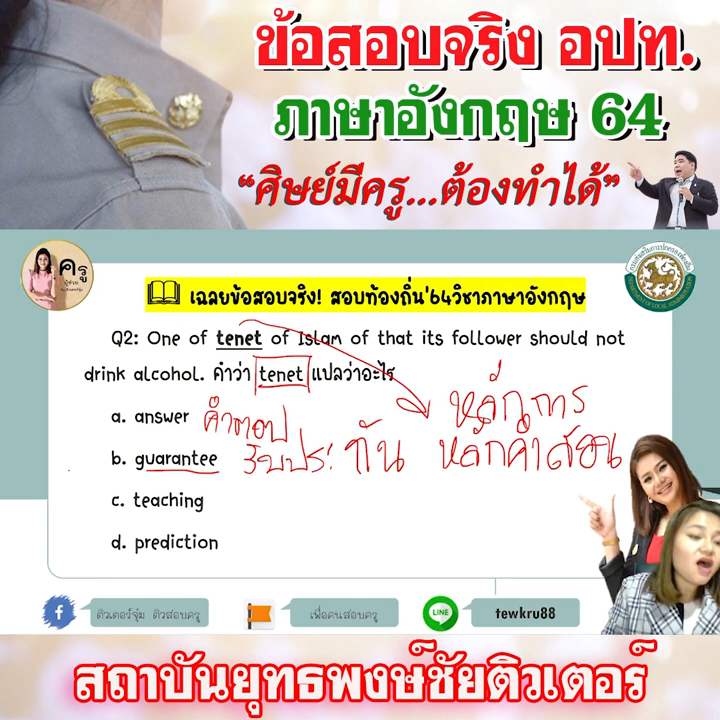 ข้อสอบจริง อปท.
ภาษาอังกฤษ 64
“ศิษย์มีครู...ต้องทำได้”
ครู
เฉลยข้อสอบจริง! สอบท้องถิ่น'64วิชาภาษาอังกฤษ
Q2: One of tenet of Islam of that its follower should not
drink alcohol. คำว่า tenet แปลว่าอะไร
หลักการ
a. answer คำตอบ
b. guarantee รับประกัน หลักคำสอน
c. teaching
d. prediction
ติวเตอร์จุ๋ม ติวสอบครู
เพื่อคนสอบครู
LINE
tewkru88
สถาบันยุทธพงษ์ชัยติวเตอร์